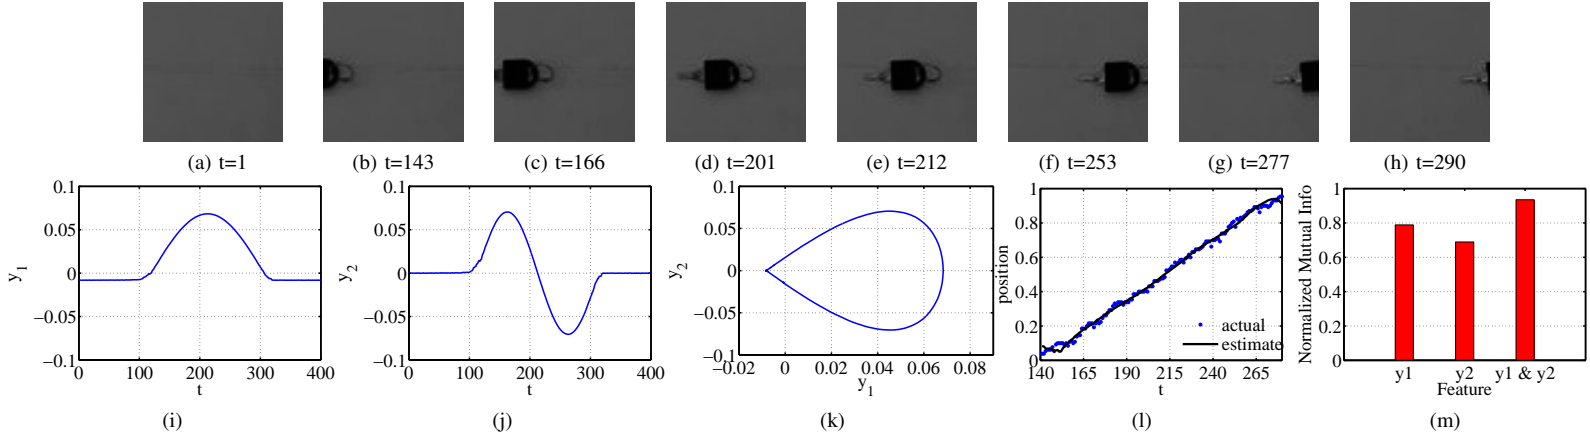 (a) t=1 (b) t=143 (c) t=166 (d) t=201 (e) t=212 (f) t=253 (g) t=277 (h) t=290
0.1
0.05
0
−0.05
−0.1
0 100 200 300 400
y1
t
(i)
0.1
0.05
0
−0.05
−0.1
0 100 200 300 400
y2
t
(j)
0.1
0.05
0
−0.05
−0.1
−0.02 0 0.02 0.04 0.06 0.08
y2
y1
(k)
1
0.8
0.6
0.4
0.2
0
140 165 190 215 240 265
position
t
actual
estimate
(l)
1
0.8
0.6
0.4
0.2
0
Normalized Mutual Info
y1 y2 y1 & y2
Feature
(m)